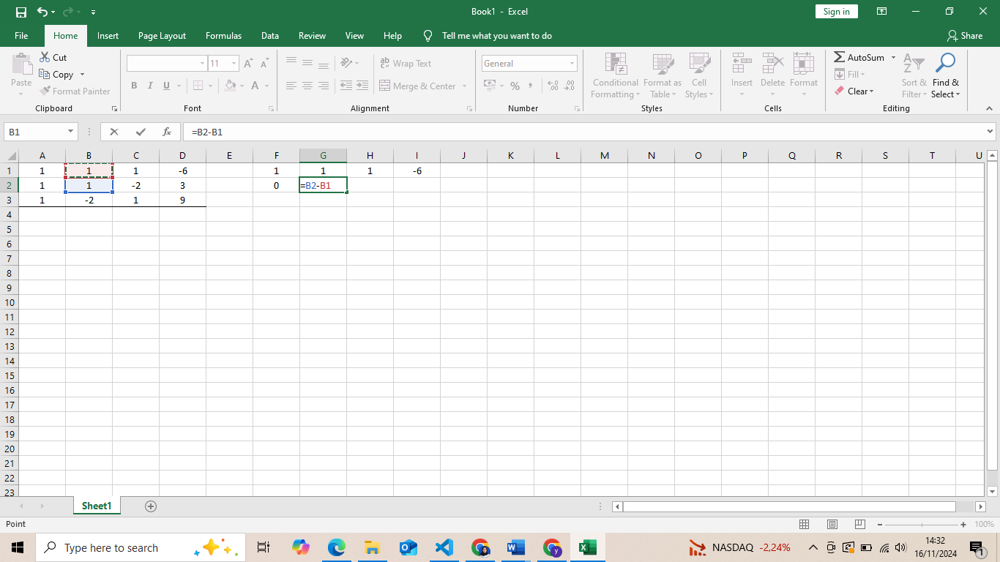 Book1 - Excel
Sign in
File Home Insert Page Layout Formulas Data Review View Help Tell me what you want to do Share
Paste
Cut
Copy
Format Painter
Clipboard
11 A A
B I U A
Font
Wrap Text
Merge & Center
Alignment
General
% ,
Number
Conditional Formatting
Format as Table
Cell Styles
Styles
Insert Delete Format
Cells
AutoSum
Fill
Clear
Sort & Filter
Find & Select
Editing
B1 fx =B2-B1
A B C D E F G H I J K L M N O P Q R S T U
1 1 1 1 -6 1 1 1 -6
2 1 1 -2 3 0 =B2-B1
3 1 -2 1 9
4
5
6
7
8
9
10
11
12
13
14
15
16
17
18
19
20
21
22
23
Sheet1
Point 100%
Type here to search
NASDAQ -2,24%
14:32
16/11/2024
1